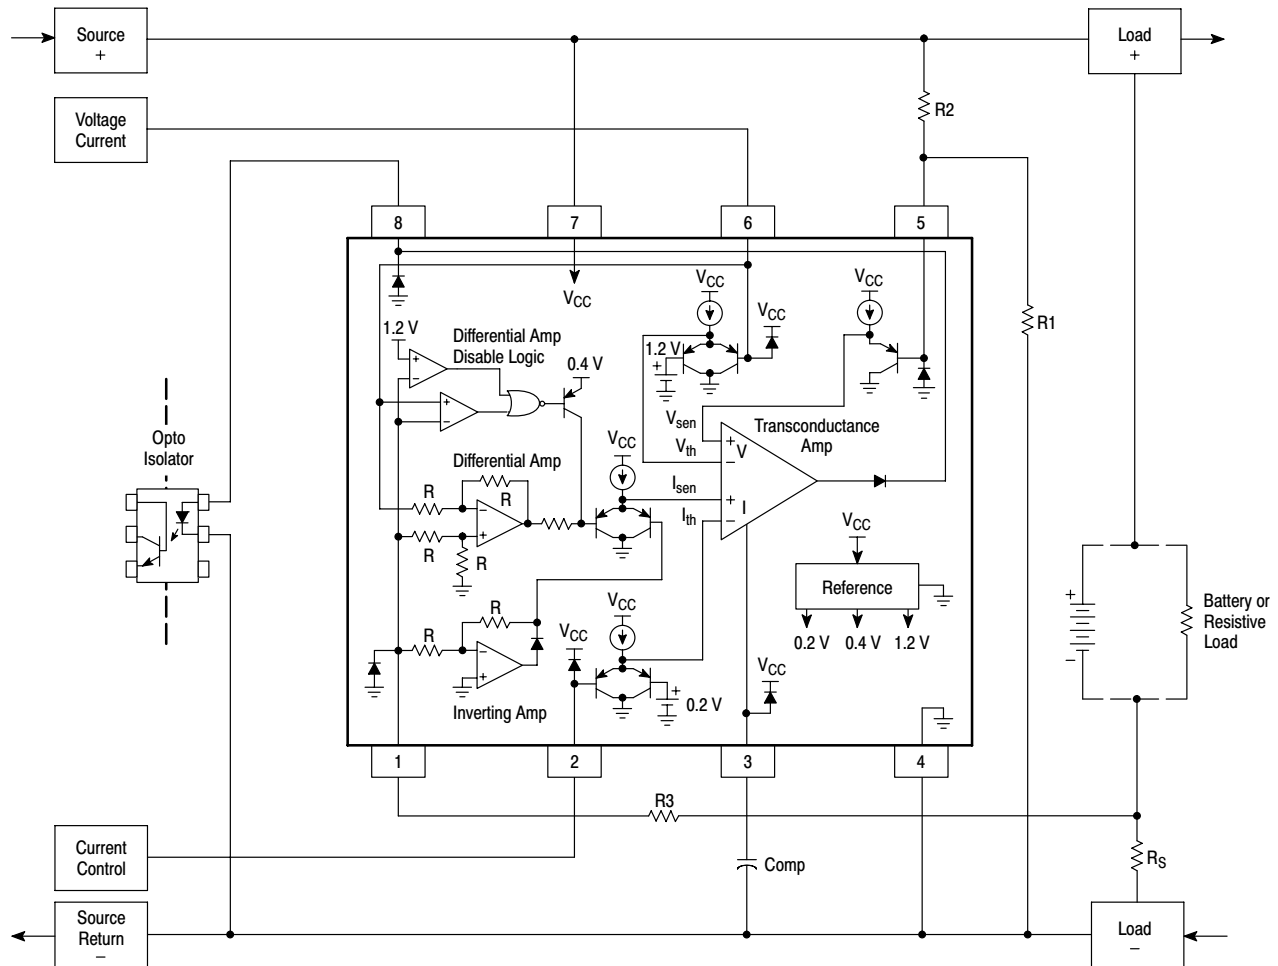 Source
+
Load
+
Voltage
Current
R2
8
7
6
5
R1
VCC
VCC
VCC
VCC
1.2 V
Differential Amp
Disable Logic
0.4 V
1.2 V
+
+
−
+
−
Opto
Isolator
Vsen
Vth
Isen
Ith
+
V
−
+
I
−
Transconductance
Amp
VCC
Differential Amp
R
R
−
+
R
R
VCC
Reference
0.2 V
0.4 V
1.2 V
+
−
Battery or
Resistive
Load
R
R
−
+
Inverting Amp
VCC
VCC
+
0.2 V
VCC
1
2
3
4
R3
Current
Control
Comp
RS
Source
Return
−
Load
−